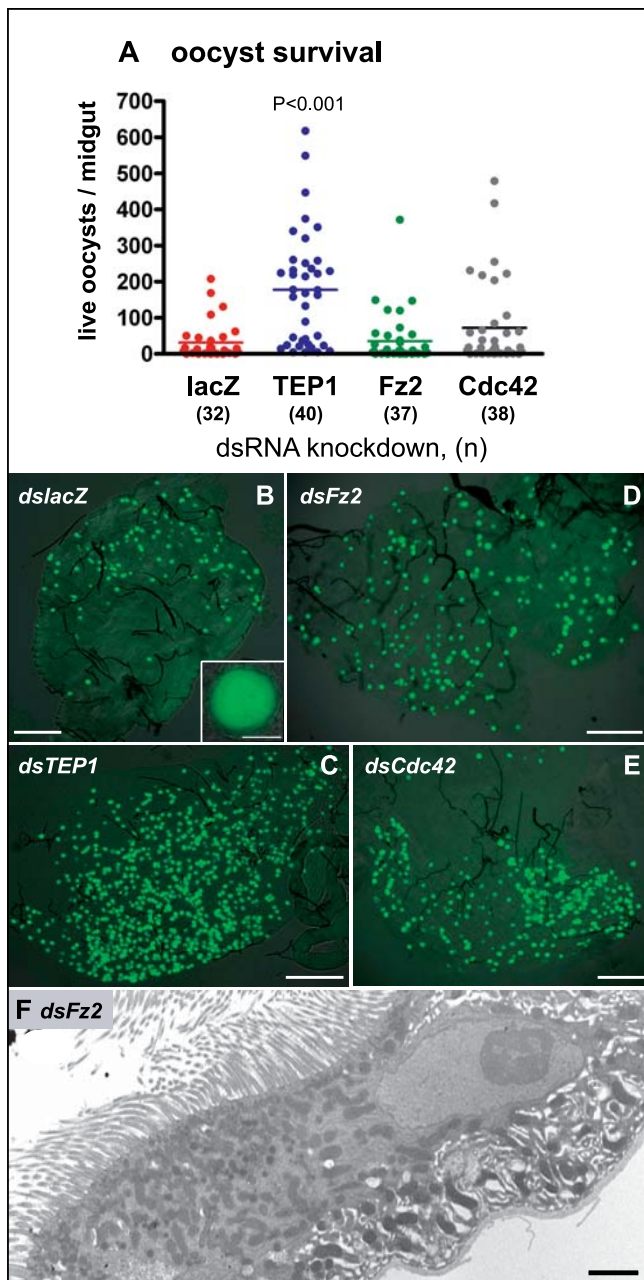 A oocyst survival
P<0.001
live oocysts / midgut
700
600
500
400
300
200
100
0
lacZ TEP1 Fz2 Cdc42
(32) (40) (37) (38)
dsRNA knockdown, (n)
dslacZ B
dsFz2 D
dsTEP1 C
dsCdc42 E
F dsFz2